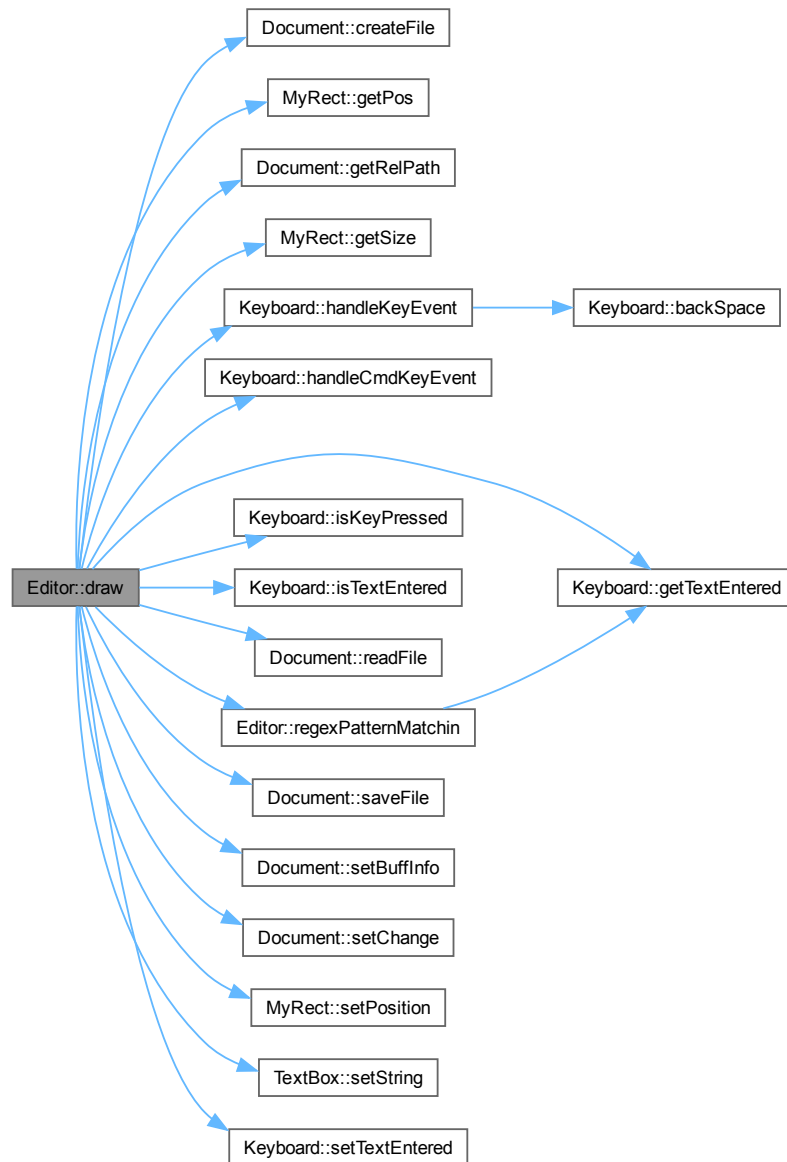 Document::createFile
MyRect::getPos
Document::getRelPath
MyRect::getSize
Keyboard::handleKeyEvent
Keyboard::backSpace
Keyboard::handleCmdKeyEvent
Keyboard::isKeyPressed
Editor::draw
Keyboard::isTextEntered
Keyboard::getTextEntered
Document::readFile
Editor::regexPatternMatchin
Document::saveFile
Document::setBuffInfo
Document::setChange
MyRect::setPosition
TextBox::setString
Keyboard::setTextEntered